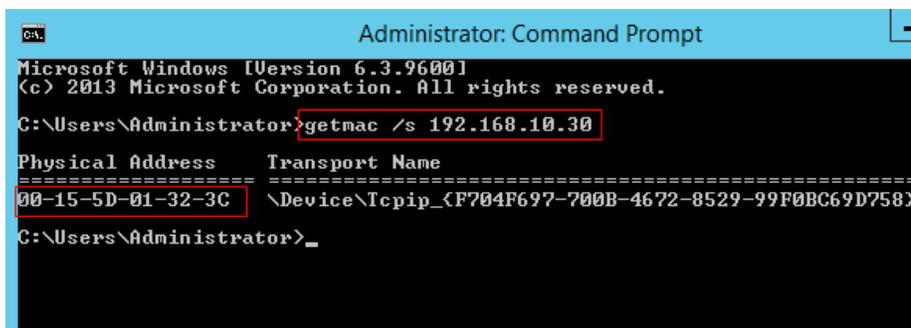 Administrator: Command Prompt
Microsoft Windows [Version 6.3.9600]
(c) 2013 Microsoft Corporation. All rights reserved.
C:\Users\Administrator>getmac /s 192.168.10.30
Physical Address    Transport Name
=================== ==================================================
00-15-5D-01-32-3C   \Device\Tcpip_{F704F697-700B-4672-8529-99F0BC69D758}
C:\Users\Administrator>_